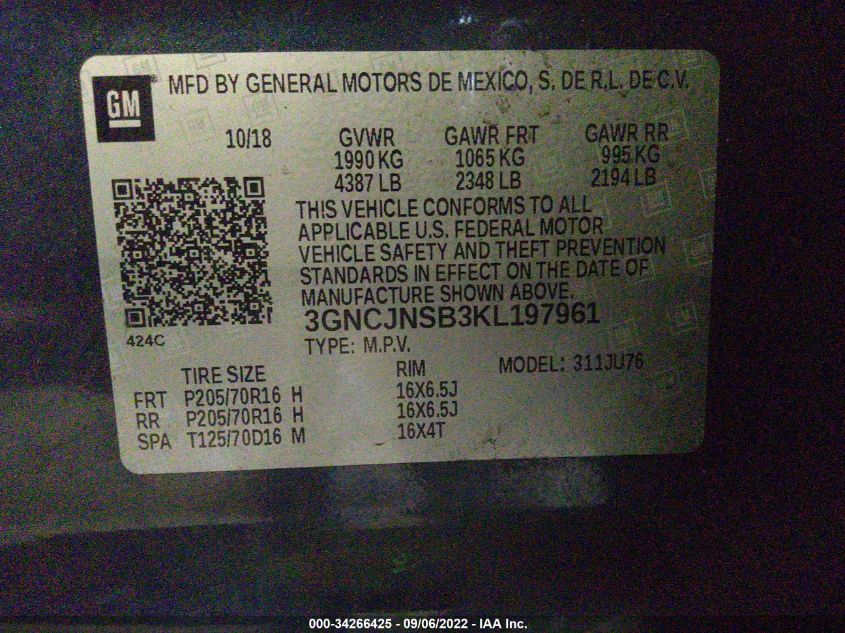 GM
MFD BY GENERAL MOTORS DE MEXICO, S. DE R.L. DE C.V.
10/18 GVWR GAWR FRT GAWR RR
1990 KG 1065 KG 995 KG
4387 LB 2348 LB 2194 LB
THIS VEHICLE CONFORMS TO ALL
APPLICABLE U.S. FEDERAL MOTOR
VEHICLE SAFETY AND THEFT PREVENTION
STANDARDS IN EFFECT ON THE DATE OF
MANUFACTURE SHOWN ABOVE.
3GNCJNSB3KL197961
424C
TYPE: M.P.V. MODEL: 311JU76
TIRE SIZE RIM
FRT P205/70R16 H 16X6.5J
RR P205/70R16 H 16X6.5J
SPA T125/70D16 M 16X4T
000-34266425 - 09/06/2022 - IAA Inc.